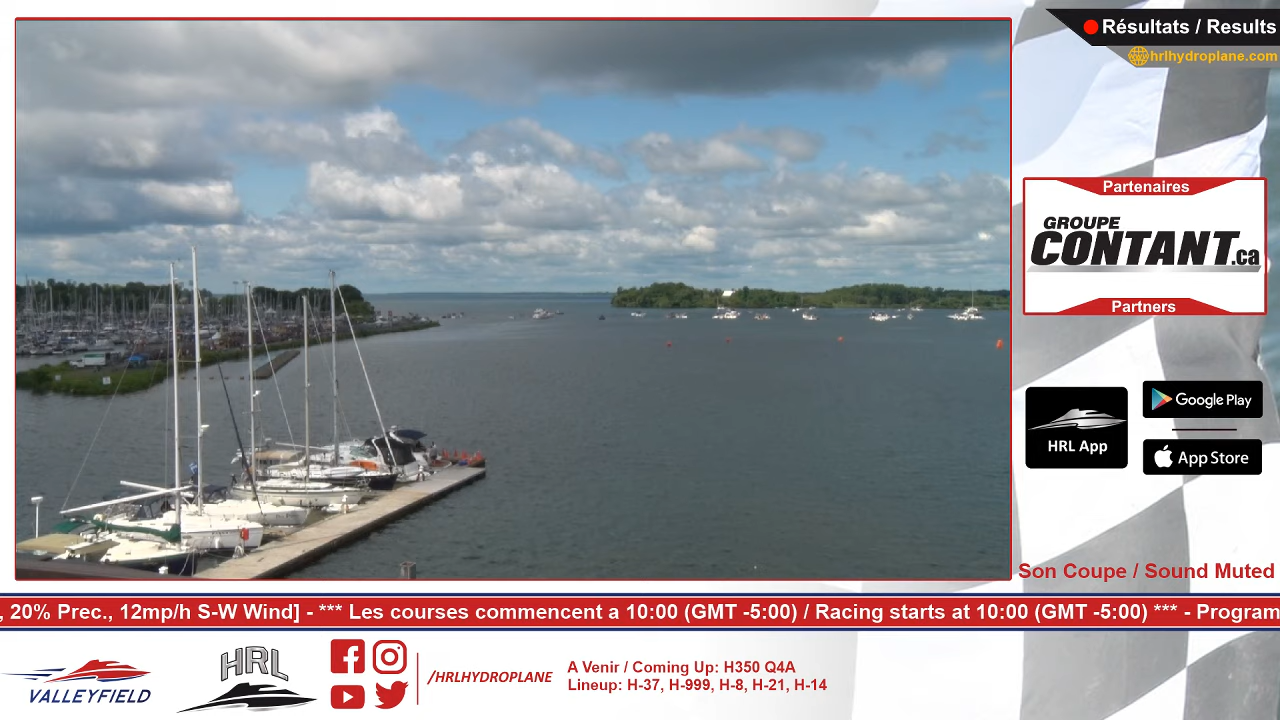 Résultats / Results
hrlhydroplane.com
Partenaires
GROUPE
CONTANT.ca
Partners
HRL App
Google Play
App Store
Son Coupe / Sound Muted
, 20% Prec., 12mp/h S-W Wind] - *** Les courses commencent a 10:00 (GMT -5:00) / Racing starts at 10:00 (GMT -5:00) *** - Program
VALLEYFIELD
HRL
/HRLHYDROPLANE
A Venir / Coming Up: H350 Q4A
Lineup: H-37, H-999, H-8, H-21, H-14